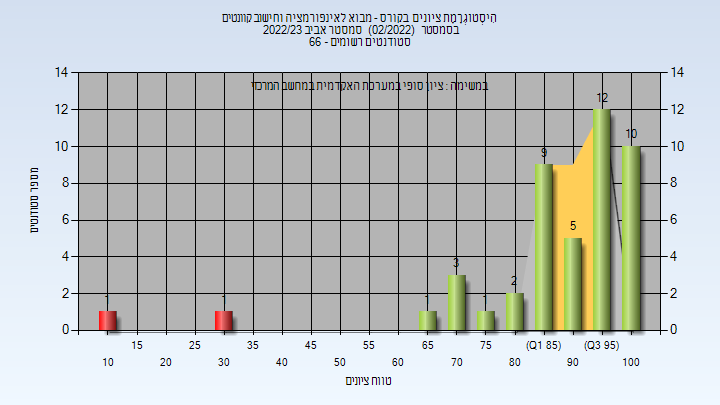 היסטוגרמת ציונים בקורס - מבוא לאינפורמציה וחישוב קוונטים
בסמסטר (02/2022) סמסטר אביב 2022/23
סטודנטים רשומים - 66
במשימה : ציון סופי במערכת האקדמית במחשב המרכזי
מספר סטודנטים
14 14
12 12
10 10
8 8
6 6
4 4
2 2
0 0
1 1 1 3 1 2 9 5 12 10
15 25 35 45 55 65 75 (Q1 85) (Q3 95)
10 20 30 40 50 60 70 80 90 100
טווח ציונים